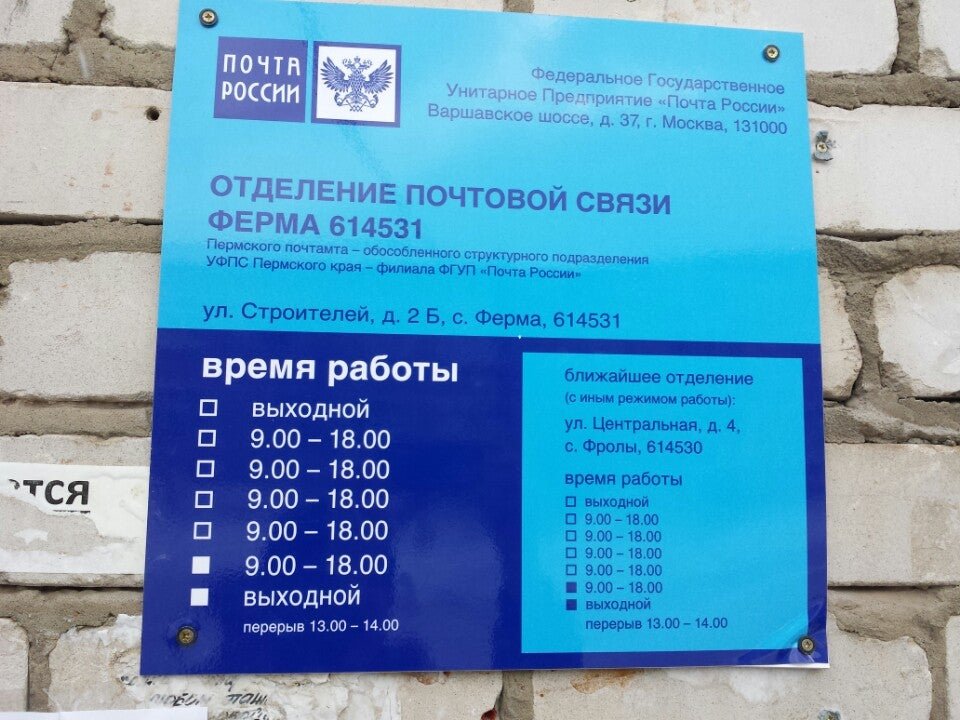 ПОЧТА
РОССИИ
Федеральное Государственное
Унитарное Предприятие «Почта России»
Варшавское шоссе, д. 37, г. Москва, 131000
ОТДЕЛЕНИЕ ПОЧТОВОЙ СВЯЗИ
ФЕРМА 614531
Пермского почтамта – обособленного структурного подразделения
УФПС Пермского края – филиала ФГУП «Почта России»
ул. Строителей, д. 2 Б, с. Ферма, 614531
время работы
выходной
9.00 – 18.00
9.00 – 18.00
9.00 – 18.00
9.00 – 18.00
9.00 – 18.00
выходной
перерыв 13.00 – 14.00
ближайшее отделение
(с иным режимом работы):
ул. Центральная, д. 4,
с. Фролы, 614530
время работы
выходной
9.00 – 18.00
9.00 – 18.00
9.00 – 18.00
9.00 – 18.00
9.00 – 18.00
выходной
перерыв 13.00 – 14.00